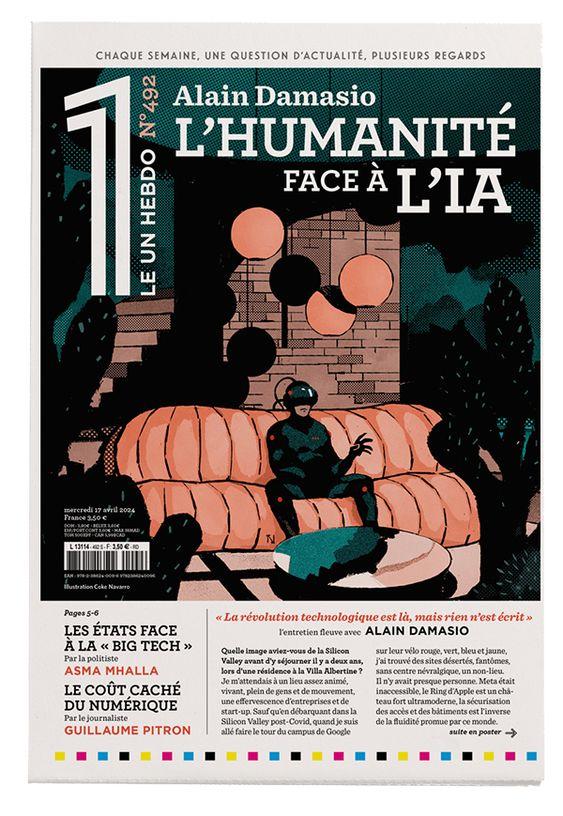 CHAQUE SEMAINE, UNE QUESTION D'ACTUALITÉ, PLUSIEURS REGARDS
1
LE UN HEBDO N°492
Alain Damasio
L'HUMANITÉ
FACE À L'IA
mercredi 17 avril 2024
France 3,50 €
L 13114 - 492 S - F: 3,50 € - RD
Illustration Coke Navarro
Pages 5-6
LES ÉTATS FACE
À LA « BIG TECH »
Par la politiste
ASMA MHALLA
LE COÛT CACHÉ
DU NUMÉRIQUE
Par le journaliste
GUILLAUME PITRON
« La révolution technologique est là, mais rien n'est écrit »
l'entretien fleuve avec ALAIN DAMASIO
Quelle image aviez-vous de la Silicon
Valley avant d'y séjourner il y a deux ans,
lors d'une résidence à la Villa Albertine ?
Je m'attendais à un lieu assez animé,
vivant, plein de gens et de mouvement,
une effervescence d'entreprises et de
start-up. Sauf qu'en débarquant dans la
Silicon Valley post-Covid, quand je suis
allé faire le tour du campus de Google
sur leur vélo rouge, vert, bleu et jaune,
j'ai trouvé des sites désertés, fantômes,
sans centre névralgique, un non-lieu.
Il n'y avait presque personne. Meta était
inaccessible, le Ring d'Apple est un châ-
teau fort ultramoderne, la sécurisation
des accès et des bâtiments est l'inverse
de la fluidité promue par ce monde.
suite en poster